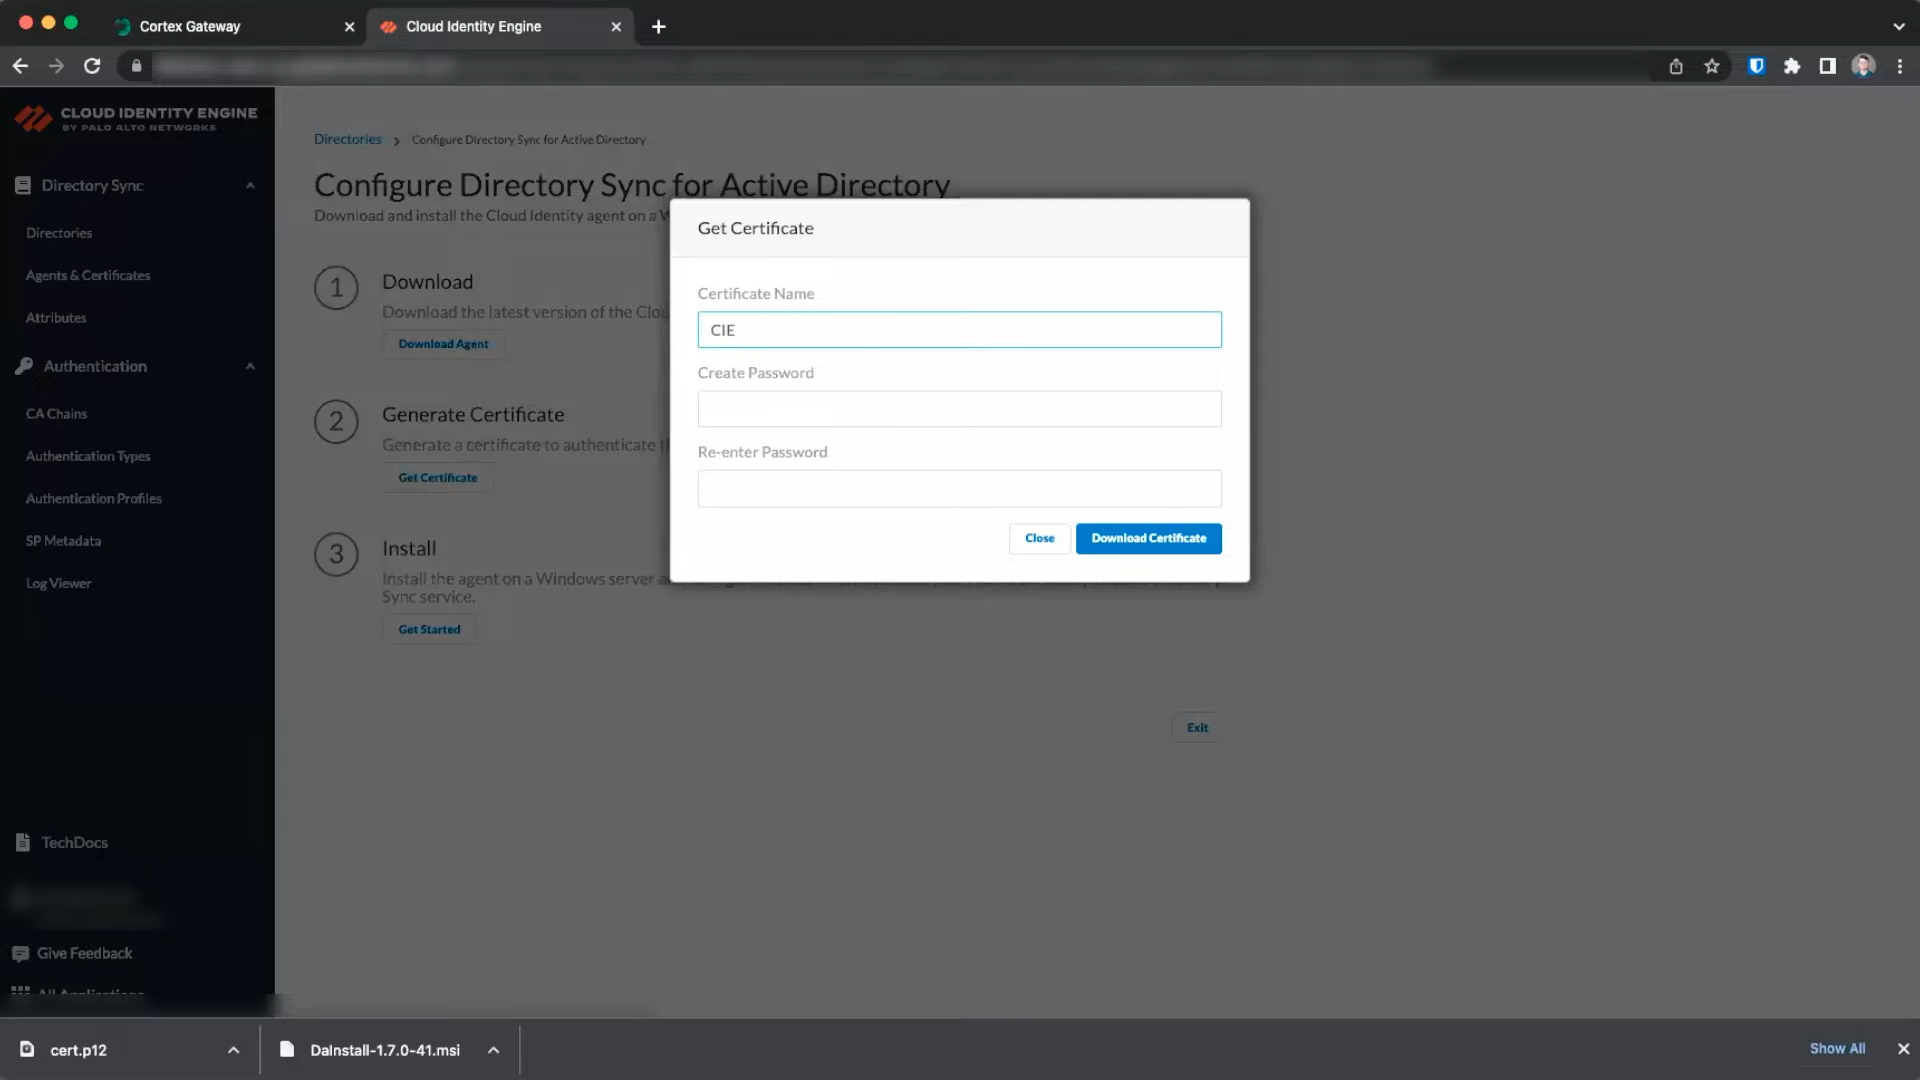 Cortex Gateway
Cloud Identity Engine
CLOUD IDENTITY ENGINE
BY PALO ALTO NETWORKS
Directory Sync
Directories
Agents & Certificates
Attributes
Authentication
CA Chains
Authentication Types
Authentication Profiles
SP Metadata
Log Viewer
TechDocs
Give Feedback
All Applications
Directories > Configure Directory Sync for Active Directory
Configure Directory Sync for Active Directory
Download and install the Cloud Identity agent on a
1 Download
Download the latest version of the
Download Agent
2 Generate Certificate
Generate a certificate to authenticate
Get Certificate
3 Install
Install the agent on a Windows server
Sync service.
Get Started
Exit
Get Certificate
Certificate Name
CIE
Create Password
Re-enter Password
Close
Download Certificate
cert.p12
DaInstall-1.7.0-41.msi
Show All